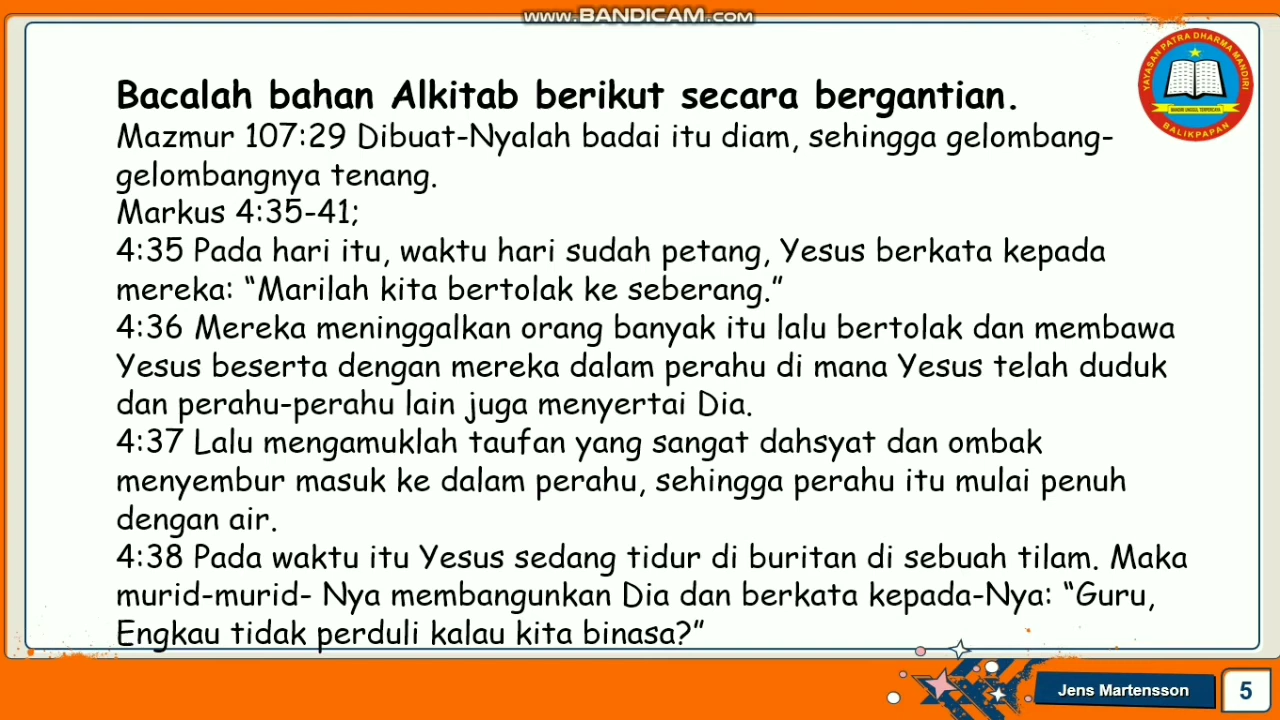 www.BANDICAM.com
YAYASAN PATRA DHARMA MANDIRI
BALIKPAPAN
Bacalah bahan Alkitab berikut secara bergantian.
Mazmur 107:29 Dibuat-Nyalah badai itu diam, sehingga gelombang-
gelombangnya tenang.
Markus 4:35-41;
4:35 Pada hari itu, waktu hari sudah petang, Yesus berkata kepada
mereka: “Marilah kita bertolak ke seberang.”
4:36 Mereka meninggalkan orang banyak itu lalu bertolak dan membawa
Yesus beserta dengan mereka dalam perahu di mana Yesus telah duduk
dan perahu-perahu lain juga menyertai Dia.
4:37 Lalu mengamuklah taufan yang sangat dahsyat dan ombak
menyembur masuk ke dalam perahu, sehingga perahu itu mulai penuh
dengan air.
4:38 Pada waktu itu Yesus sedang tidur di buritan di sebuah tilam. Maka
murid-murid- Nya membangunkan Dia dan berkata kepada-Nya: “Guru,
Engkau tidak perduli kalau kita binasa?”
Jens Martensson
5